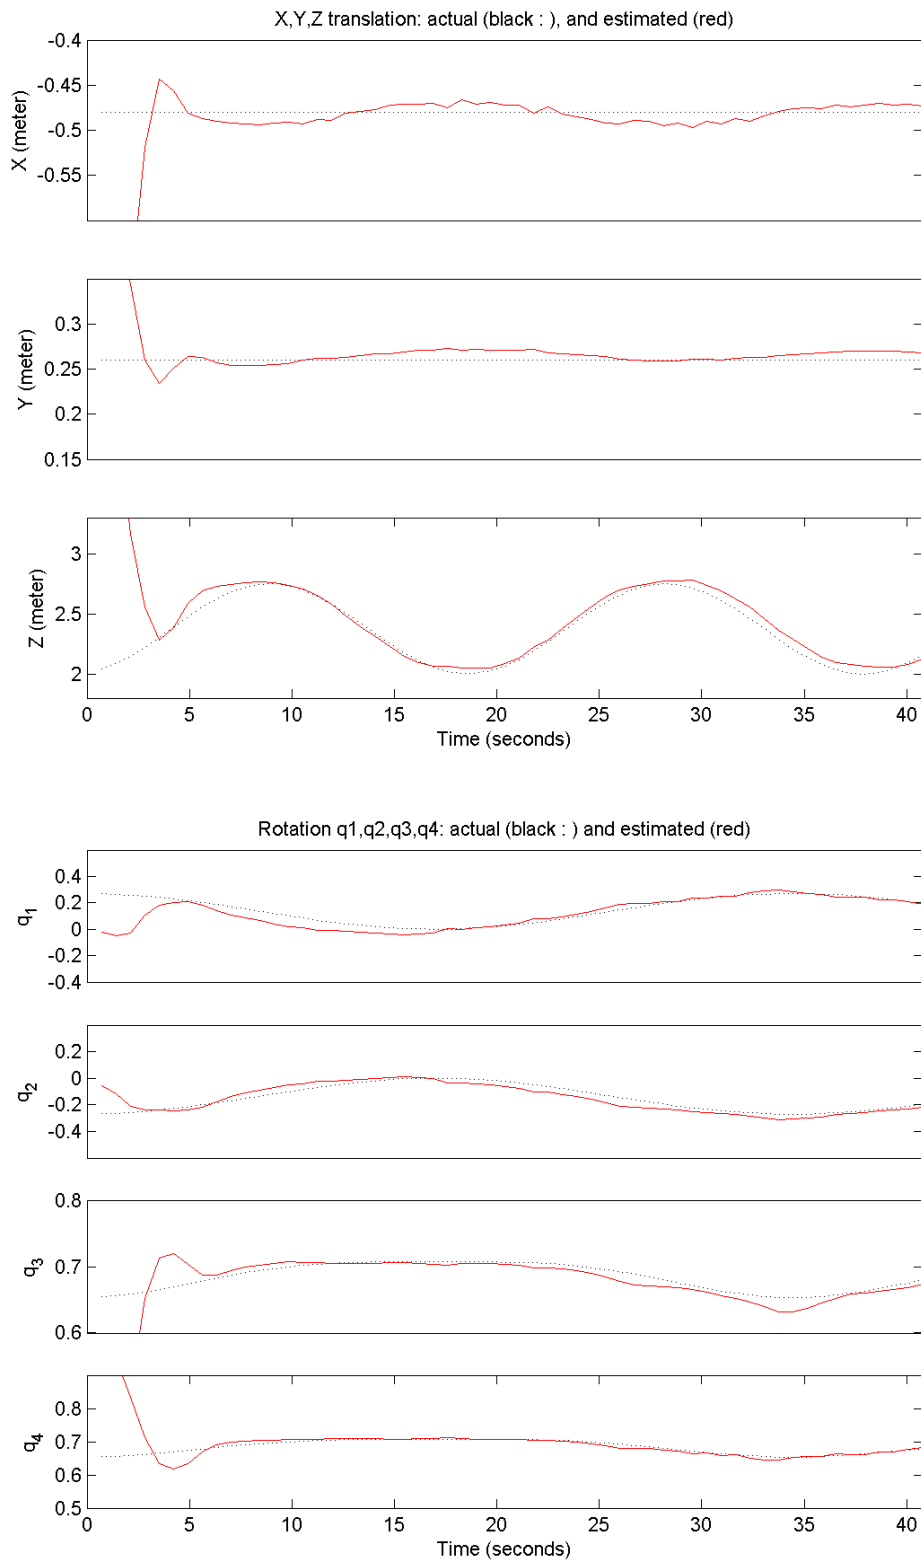 X,Y,Z translation: actual (black : ), and estimated (red)
-0.4
-0.45
-0.5
-0.55
X (meter)
0.3
0.25
0.2
0.15
Y (meter)
3
2.5
2
Z (meter)
0 5 10 15 20 25 30 35 40
Time (seconds)
Rotation q1,q2,q3,q4: actual (black : ) and estimated (red)
0.4
0.2
0
-0.2
-0.4
q1
0.2
0
-0.2
-0.4
q2
0.8
0.7
0.6
q3
0.8
0.7
0.6
0.5
q4
0 5 10 15 20 25 30 35 40
Time (seconds)